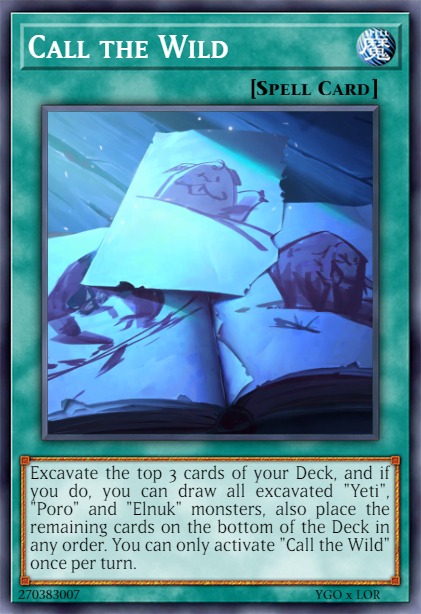 Call the Wild
魔
[Spell Card]
Excavate the top 3 cards of your Deck, and if
you do, you can draw all excavated "Yeti",
"Poro" and "Elnuk" monsters, also place the
remaining cards on the bottom of the Deck in
any order. You can only activate "Call the Wild"
once per turn.
270383007 YGO x LOR